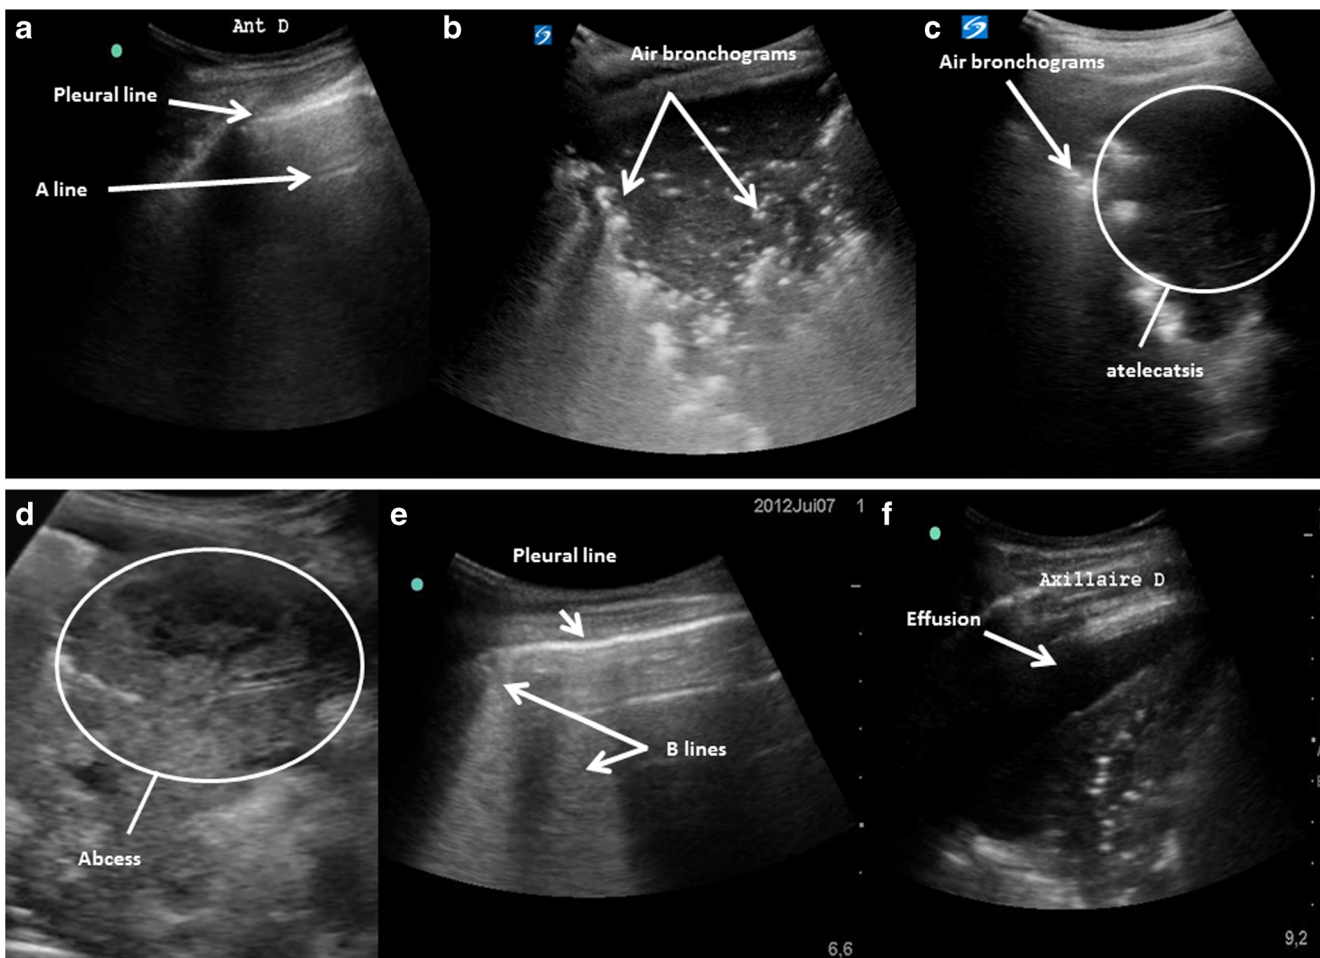 a
Ant D
Pleural line
A line
b
Air bronchograms
c
Air bronchograms
atelecatsis
d
Abcess
e
2012Jui07 1
Pleural line
B lines
6,6
f
Axillaire D
Effusion
9,2